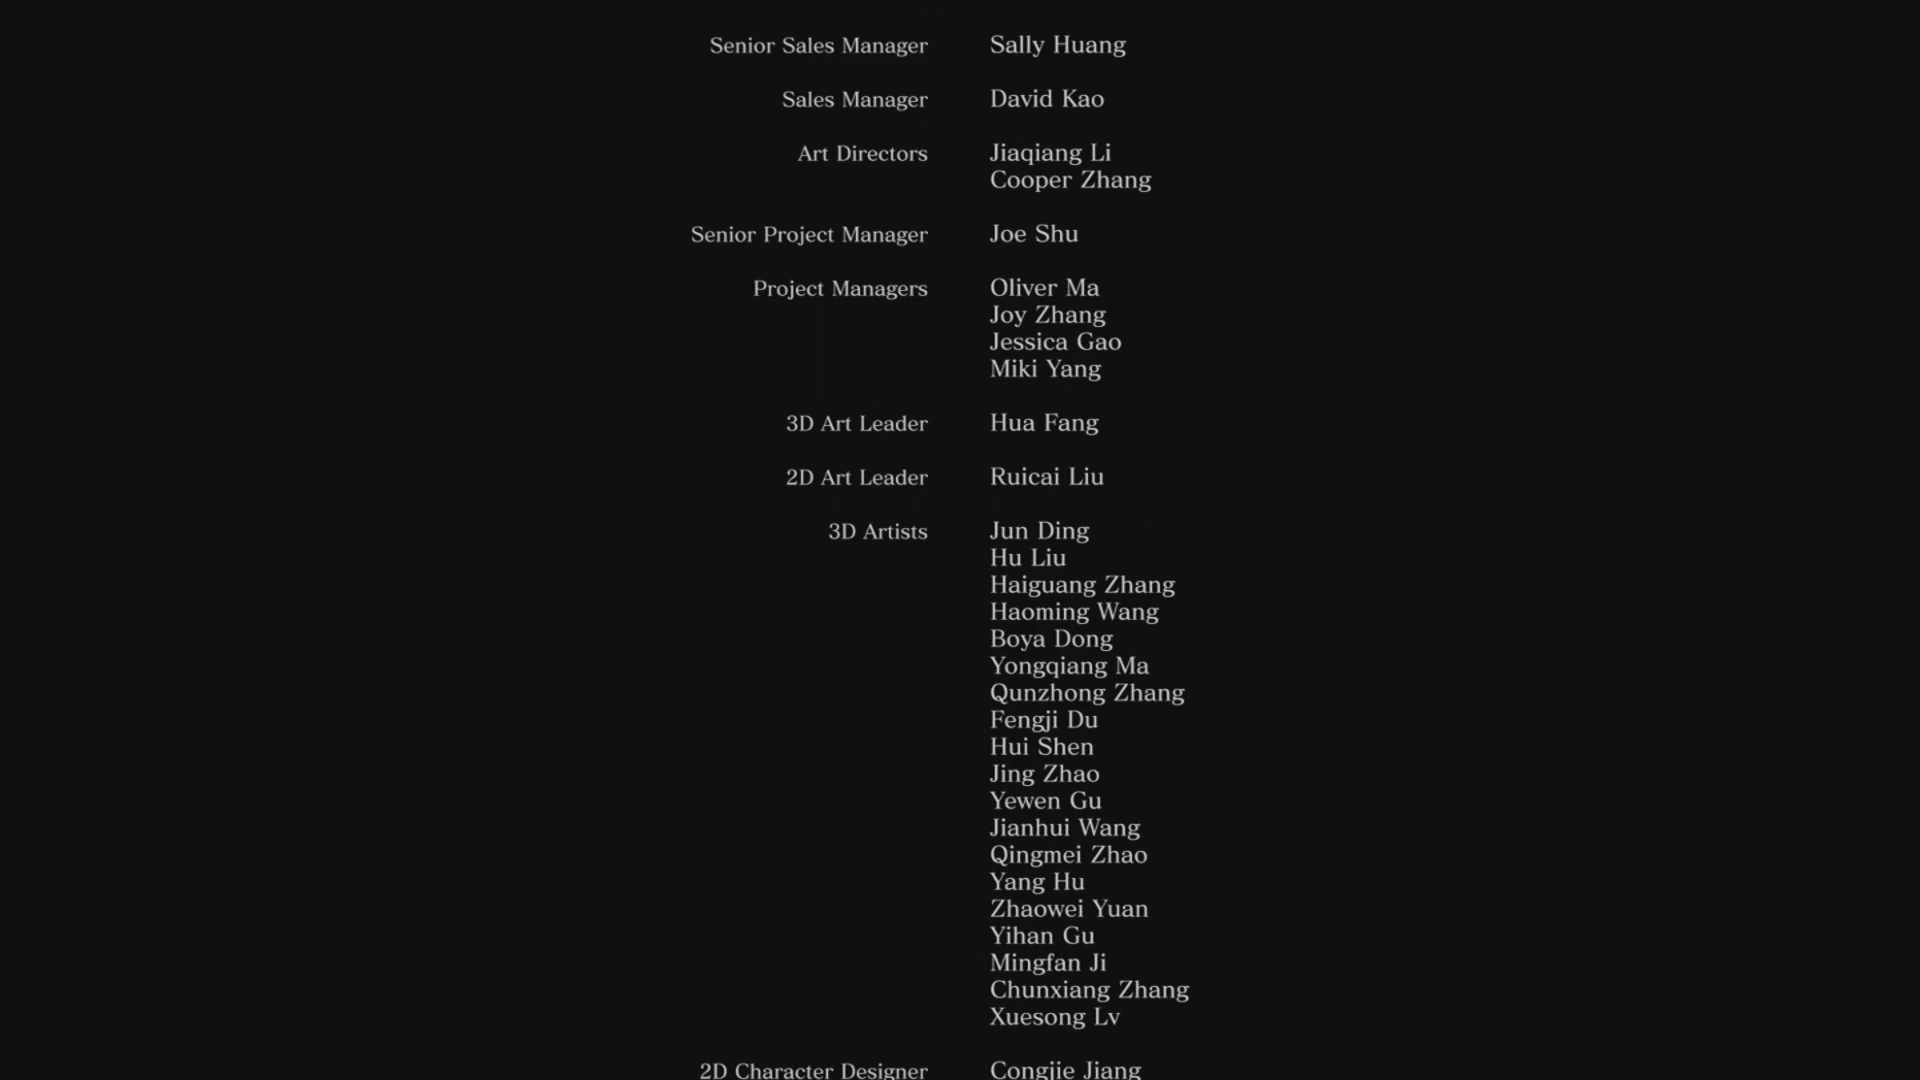 Senior Sales Manager Sally Huang
Sales Manager David Kao
Art Directors Jiaqiang Li
Cooper Zhang
Senior Project Manager Joe Shu
Project Managers Oliver Ma
Joy Zhang
Jessica Gao
Miki Yang
3D Art Leader Hua Fang
2D Art Leader Ruicai Liu
3D Artists Jun Ding
Hu Liu
Haiguang Zhang
Haoming Wang
Boya Dong
Yongqiang Ma
Qunzhong Zhang
Fengji Du
Hui Shen
Jing Zhao
Yewen Gu
Jianhui Wang
Qingmei Zhao
Yang Hu
Zhaowei Yuan
Yihan Gu
Mingfan Ji
Chunxiang Zhang
Xuesong Lv
2D Character Designer Congjie Jiang